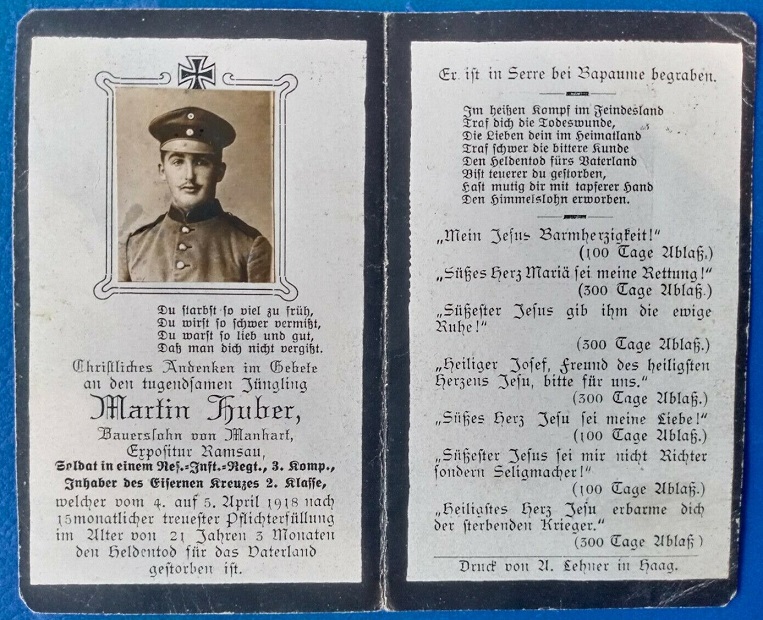 Du starbst so viel zu früh,
Du wirst so schwer vermißt,
Du warst so lieb und gut,
Daß man dich nicht vergißt.
Christliches Andenken im Gebete
an den tugendsamen Jüngling
Martin Huber,
Bauerssohn von Manhart,
Expositur Ramsau,
Soldat in einem Res.-Inft.-Regt., 3. Komp.,
Inhaber des Eisernen Kreuzes 2. Klasse,
welcher vom 4. auf 5. April 1918 nach
15monatlicher treuester Pflichterfüllung
im Alter von 21 Jahren 3 Monaten
den Heldentod für das Vaterland
gestorben ist.
Er ist in Serre bei Bapaume begraben.
Im heißen Kampf im Feindesland
Traf dich die Todeswunde,
Die Lieben dein im Heimatland
Traf schwer die bittere Kunde
Den Heldentod fürs Vaterland
Bist teuerer du gestorben,
Hast mutig dir mit tapferer Hand
Den Himmelslohn erworben.
„Mein Jesus Barmherzigkeit!"
(100 Tage Ablaß.)
„Süßes Herz Mariä sei meine Rettung!"
(300 Tage Ablaß.)
„Süßester Jesus gib ihm die ewige
Ruhe!"
(300 Tage Ablaß.)
„Heiliger Josef, Freund des heiligsten
Herzens Jesu, bitte für uns."
(300 Tage Ablaß.)
„Süßes Herz Jesu sei meine Liebe!"
(100 Tage Ablaß.)
„Süßester Jesus sei mir nicht Richter
sondern Seligmacher!"
(100 Tage Ablaß.)
„Heiligstes Herz Jesu erbarme dich
der sterbenden Krieger."
(300 Tage Ablaß)
Druck von A. Lehner in Haag.